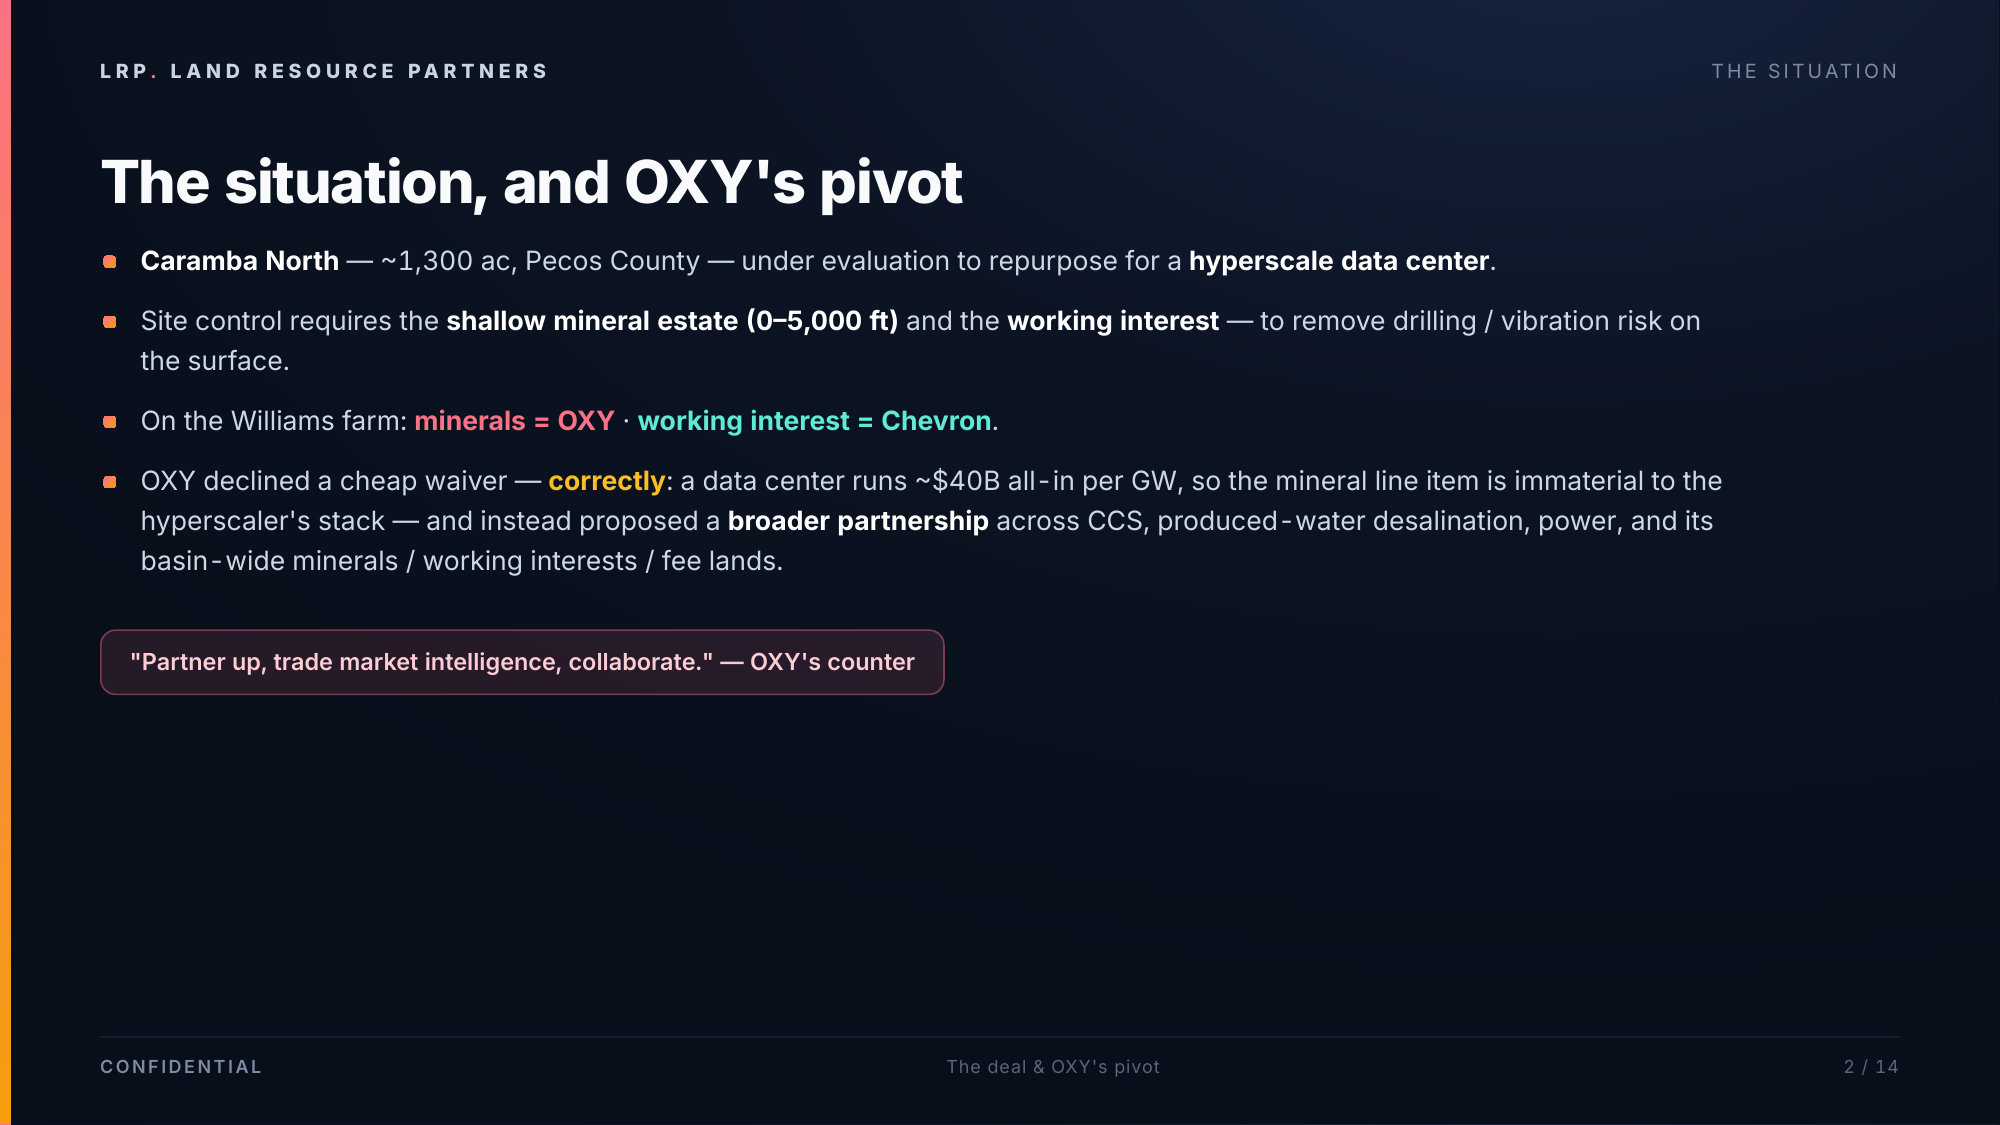 LRP. LAND RESOURCE PARTNERS
THE SITUATION
The situation, and OXY's pivot
Caramba North — ~1,300 ac, Pecos County — under evaluation to repurpose for a hyperscale data center.
Site control requires the shallow mineral estate (0–5,000 ft) and the working interest — to remove drilling / vibration risk on
the surface.
On the Williams farm: minerals = OXY · working interest = Chevron.
OXY declined a cheap waiver — correctly: a data center runs ~$40B all-in per GW, so the mineral line item is immaterial to the
hyperscaler's stack — and instead proposed a broader partnership across CCS, produced-water desalination, power, and its
basin-wide minerals / working interests / fee lands.
"Partner up, trade market intelligence, collaborate." — OXY's counter
CONFIDENTIAL
The deal & OXY's pivot
2 / 14